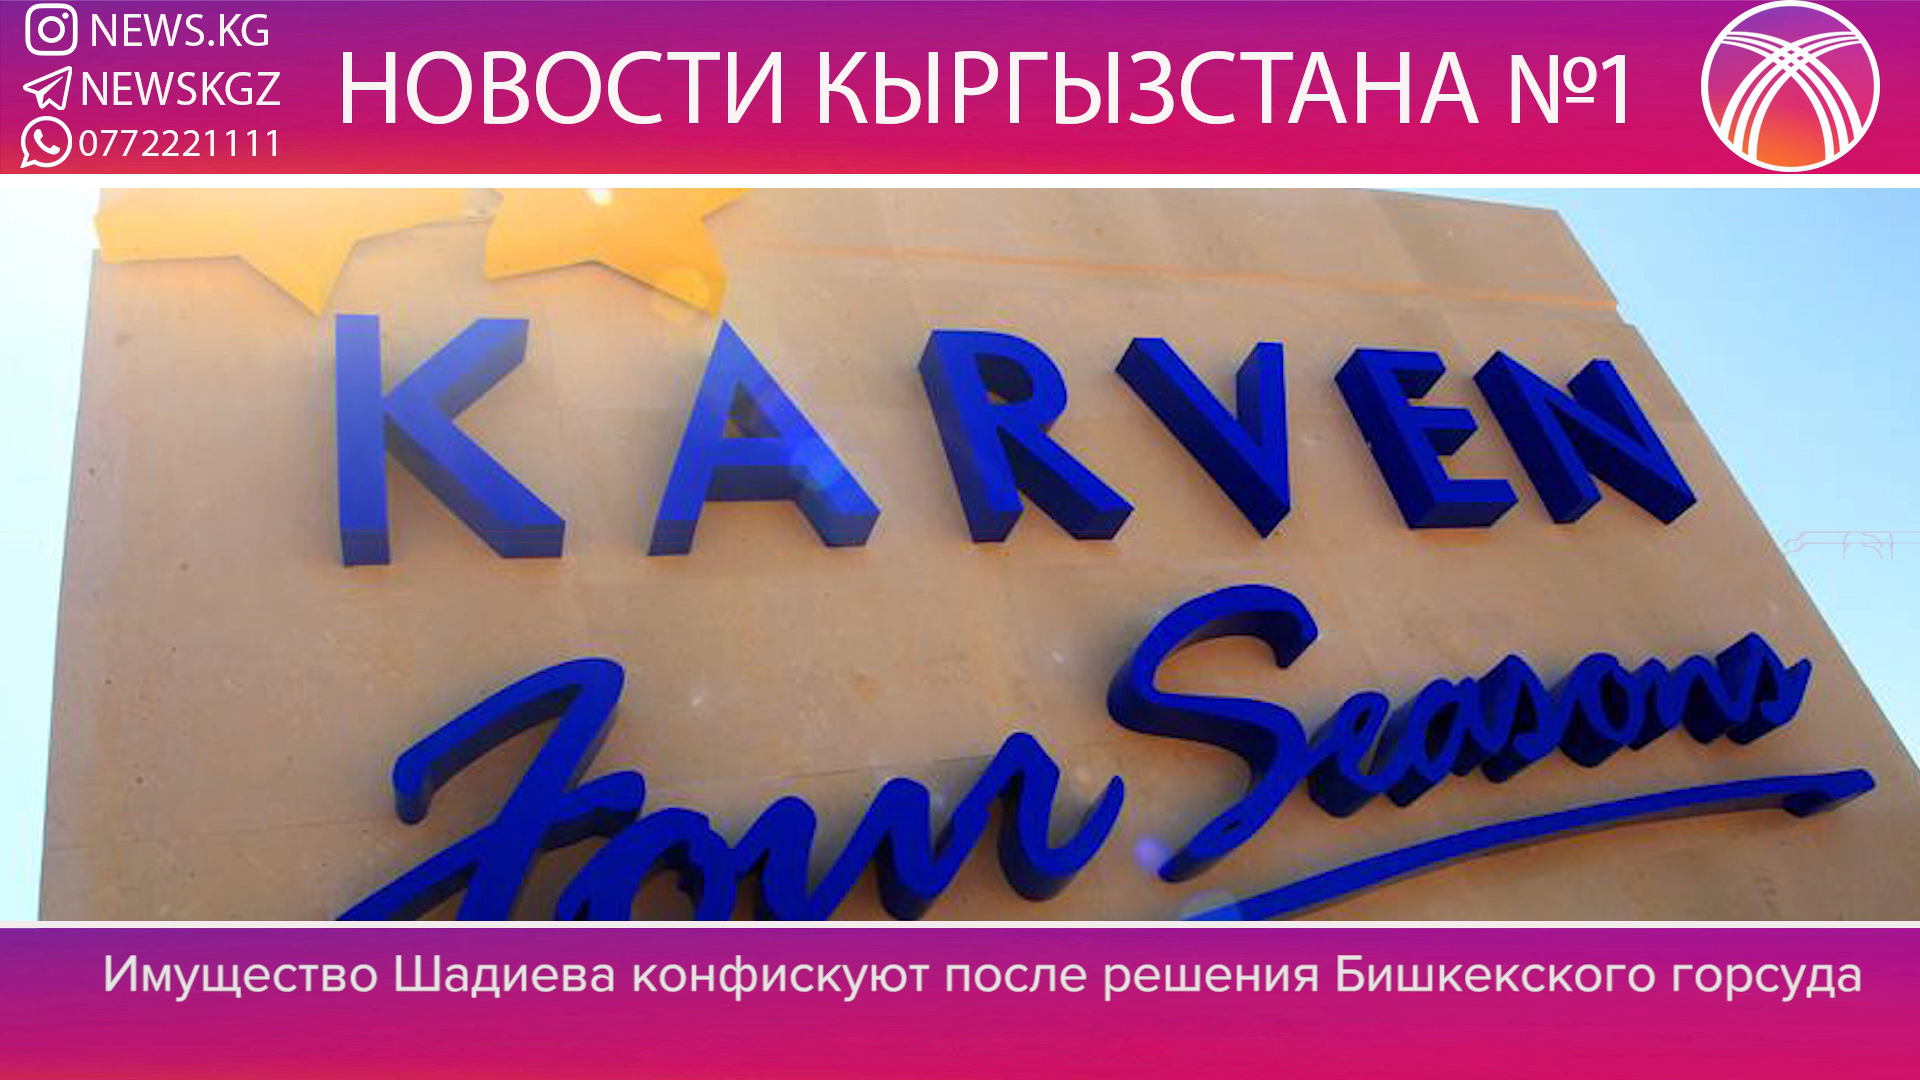 NEWS.KG
NEWSKGZ
0772221111
НОВОСТИ КЫРГЫЗСТАНА №1
KARVEN
Four Seasons
Имущество Шадиева конфискуют после решения Бишкекского горсуда